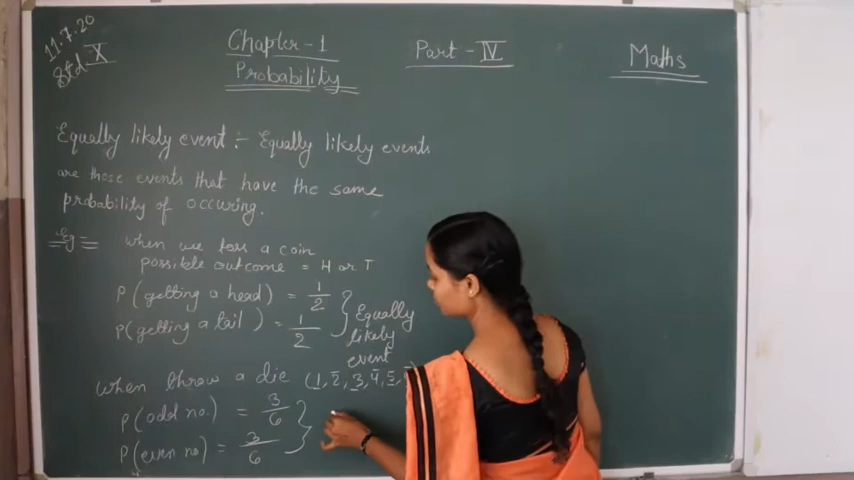 11.7.20
Std X
Chapter-1
Probability
Part - IV
Maths
Equally likely event :- Equally likely events
are those events that have the same
probability of occuring.
Eg = when we toss a coin
possible outcome = H or T
P(getting a head) = 1/2
P(getting a tail) = 1/2
Equally
likely
event
when throw a die (1, 2, 3, 4, 5,
P(odd no.) = 3/6
P(even no) = 3/6